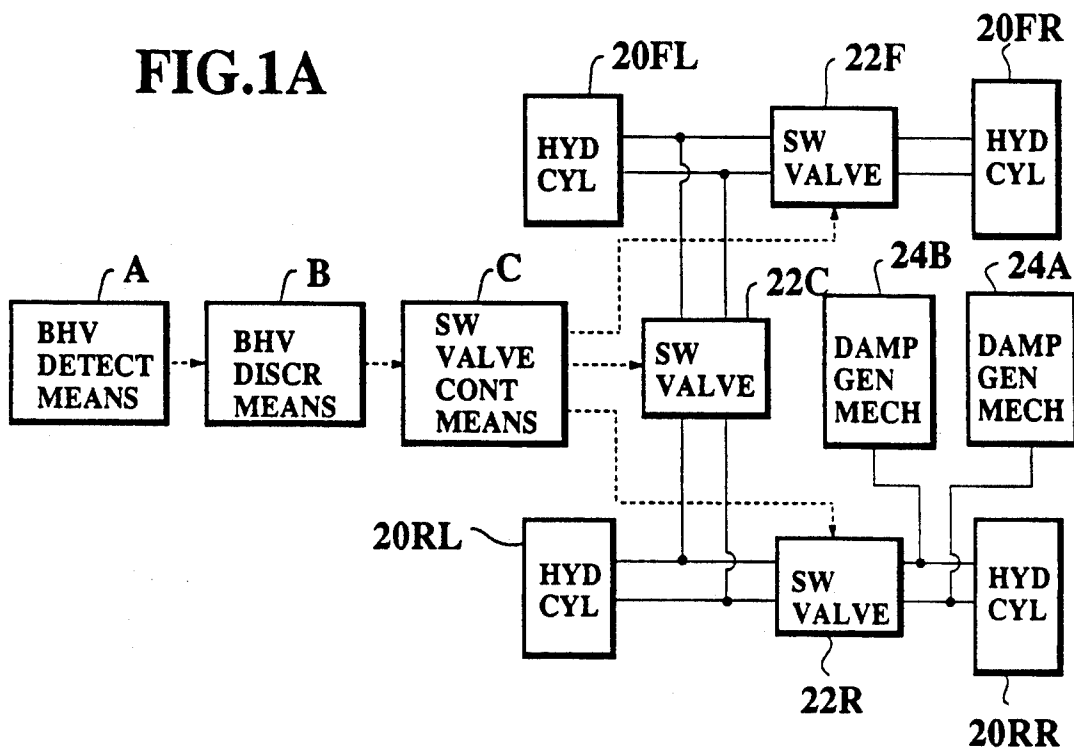 FIG.1A
20FL
22F
20FR
HYD
CYL
SW
VALVE
HYD
CYL
A
B
C
22C
24B
24A
BHV
DETECT
MEANS
BHV
DISCR
MEANS
SW
VALVE
CONT
MEANS
SW
VALVE
DAMP
GEN
MECH
DAMP
GEN
MECH
20RL
HYD
CYL
SW
VALVE
HYD
CYL
22R
20RR